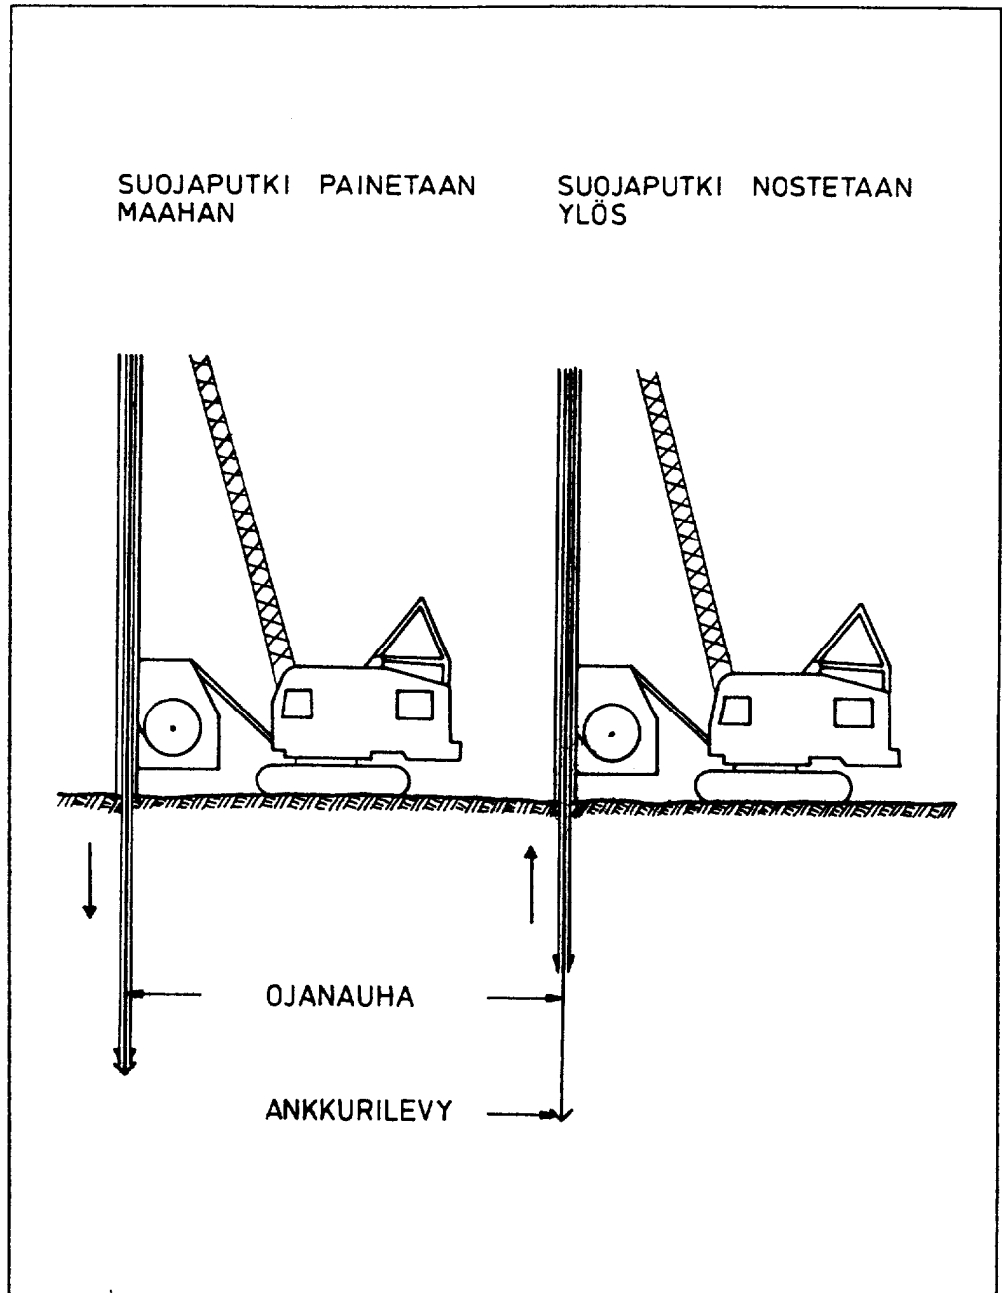 SUOJAPUTKI PAINETAAN
MAAHAN
SUOJAPUTKI NOSTETAAN
YLÖS
OJANAUHA
ANKKURILEVY